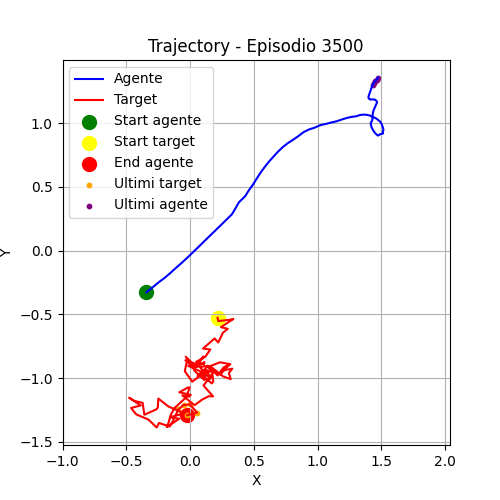 Trajectory - Episodio 3500
Agente
Target
Start agente
Start target
End agente
Ultimi target
Ultimi agente
Y
1.0
0.5
0.0
−0.5
−1.0
−1.5
−1.0
−0.5
0.0
0.5
1.0
1.5
2.0
X